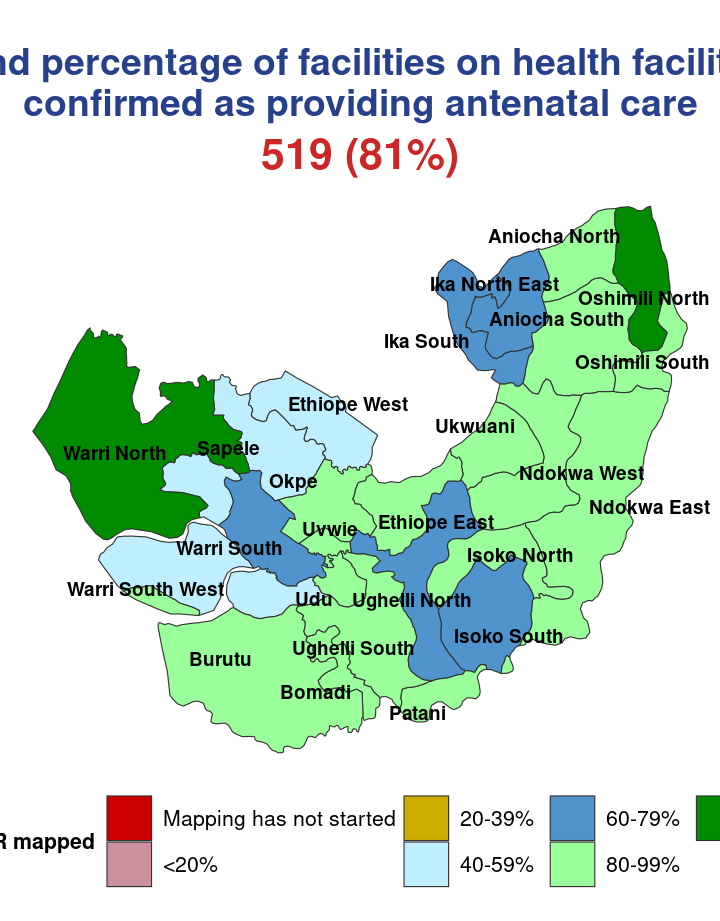 percentage of facilities on health
confirmed as providing antenatal care
519 (81%)
Aniocha North
Ika North East
Oshimili North
Aniocha South
Ika South
Oshimili South
Ethiope West
Ukwuani
Sapele
Warri North
Ndokwa West
Okpe
Ndokwa East
Ethiope East
Uvwie
Warri South
Isoko North
Warri South West
Udu
Ughelli North
Isoko South
Ughelli South
Burutu
Bomadi
Patani
mapped
Mapping has not started
20-39%
60-79%
<20%
40-59%
80-99%